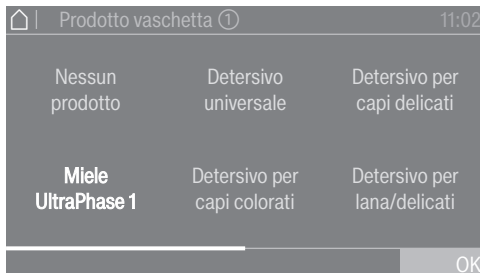 Prodotto vaschetta ① 11:02
Nessun Detersivo Detersivo per
prodotto universale capi delicati
Miele Detersivo per Detersivo per
UltraPhase 1 capi colorati lana/delicati
OK